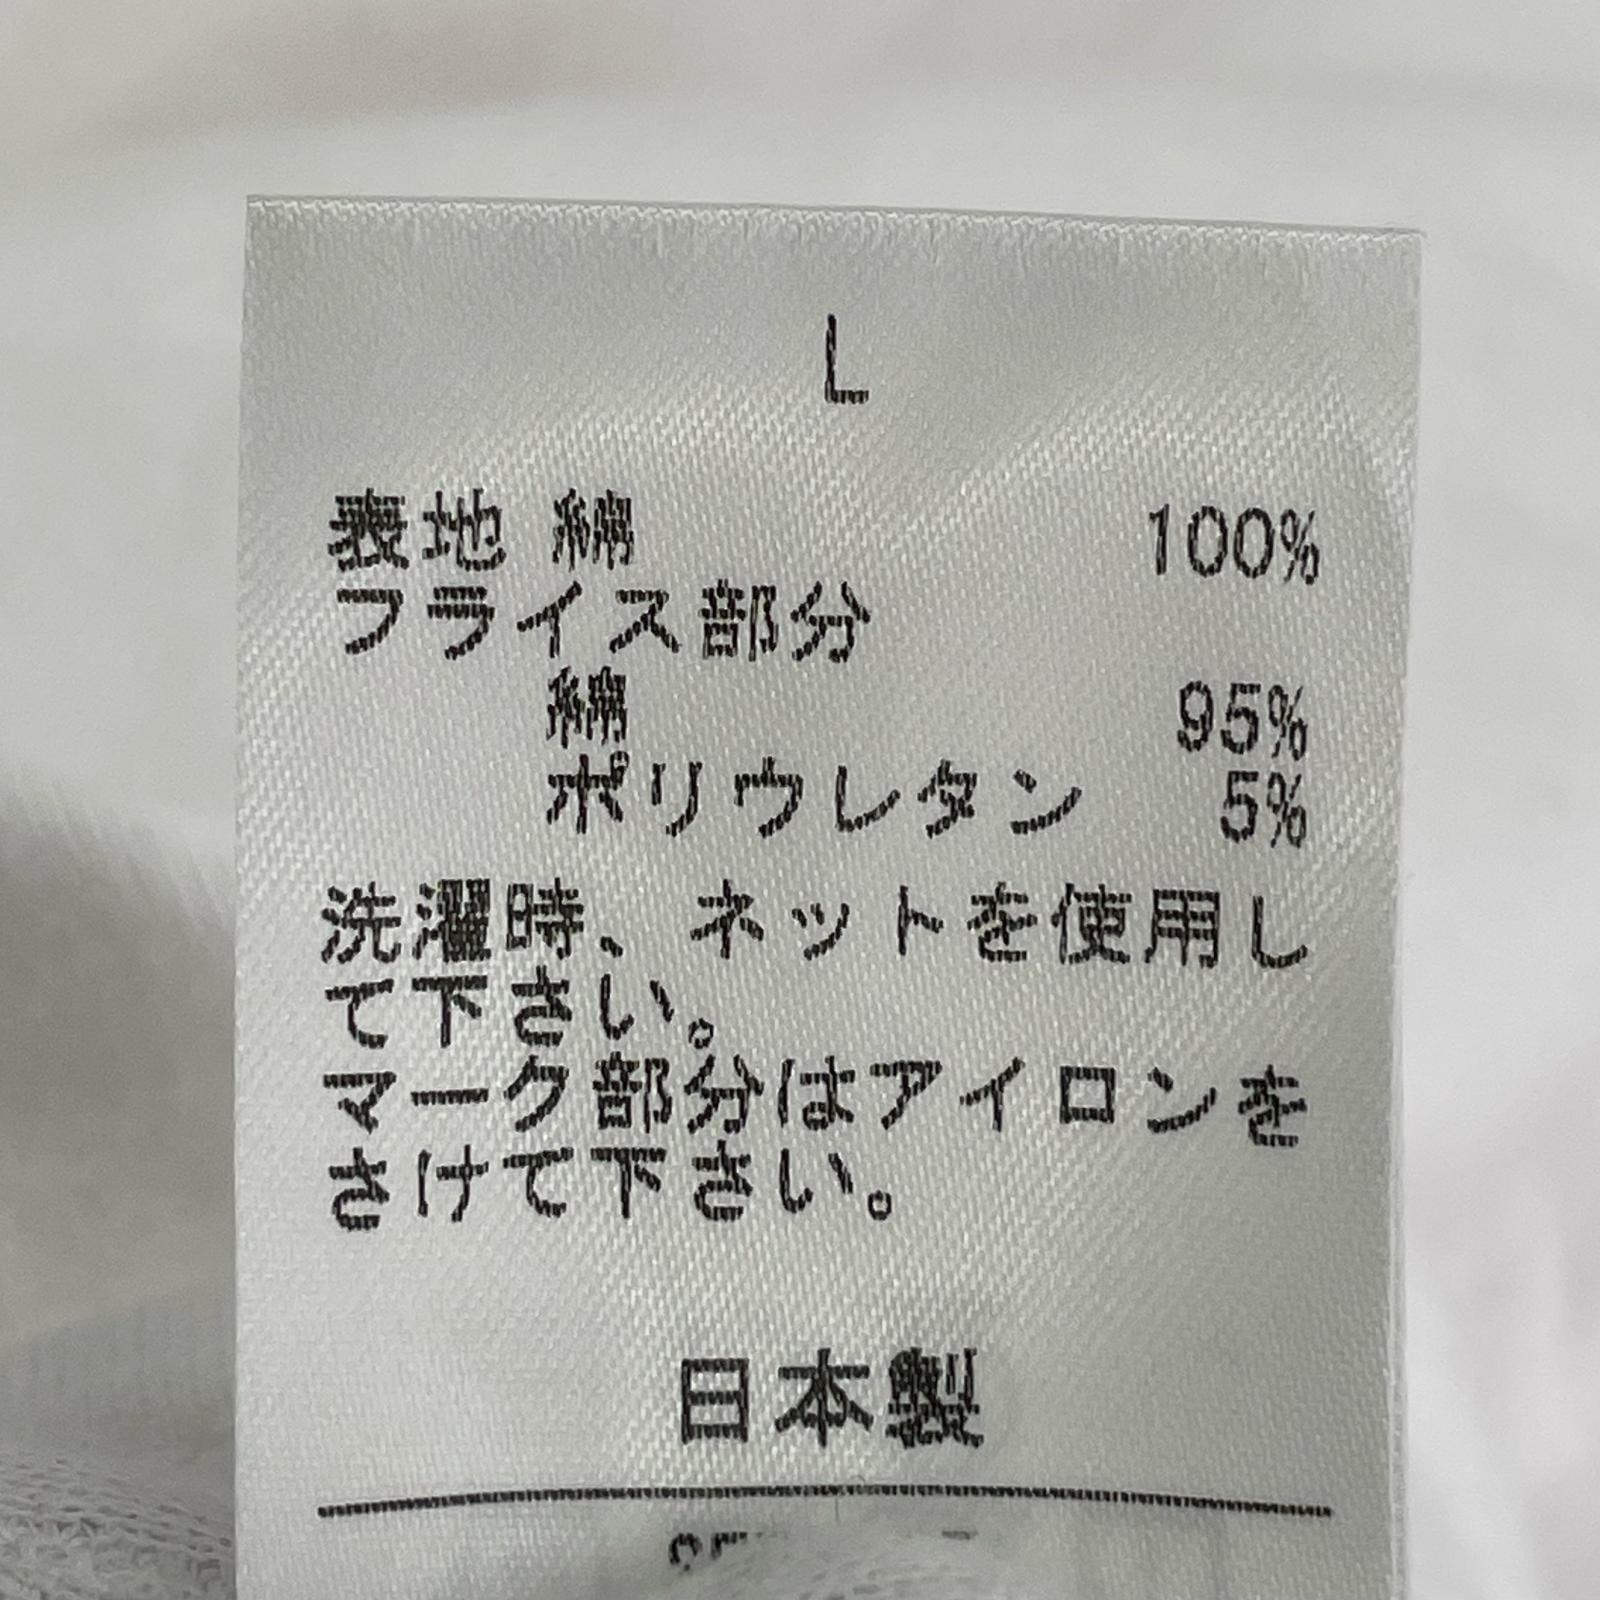 L
表地 綿 100%
フライス部分
綿 95%
ポリウレタン 5%
洗濯時、ネットを使用し
て下さい。
マーク部分はアイロンを
さけて下さい。
日本製